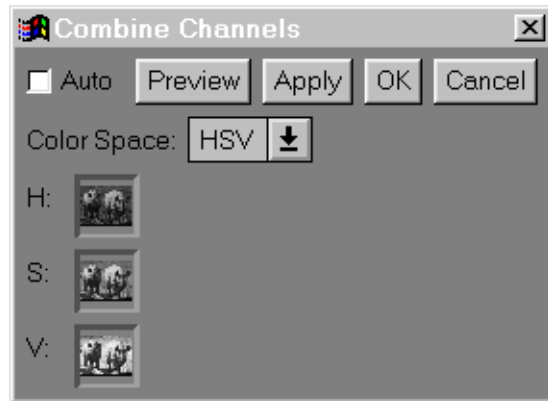 Combine Channels
Auto Preview Apply OK Cancel
Color Space: HSV
H:
S:
V: